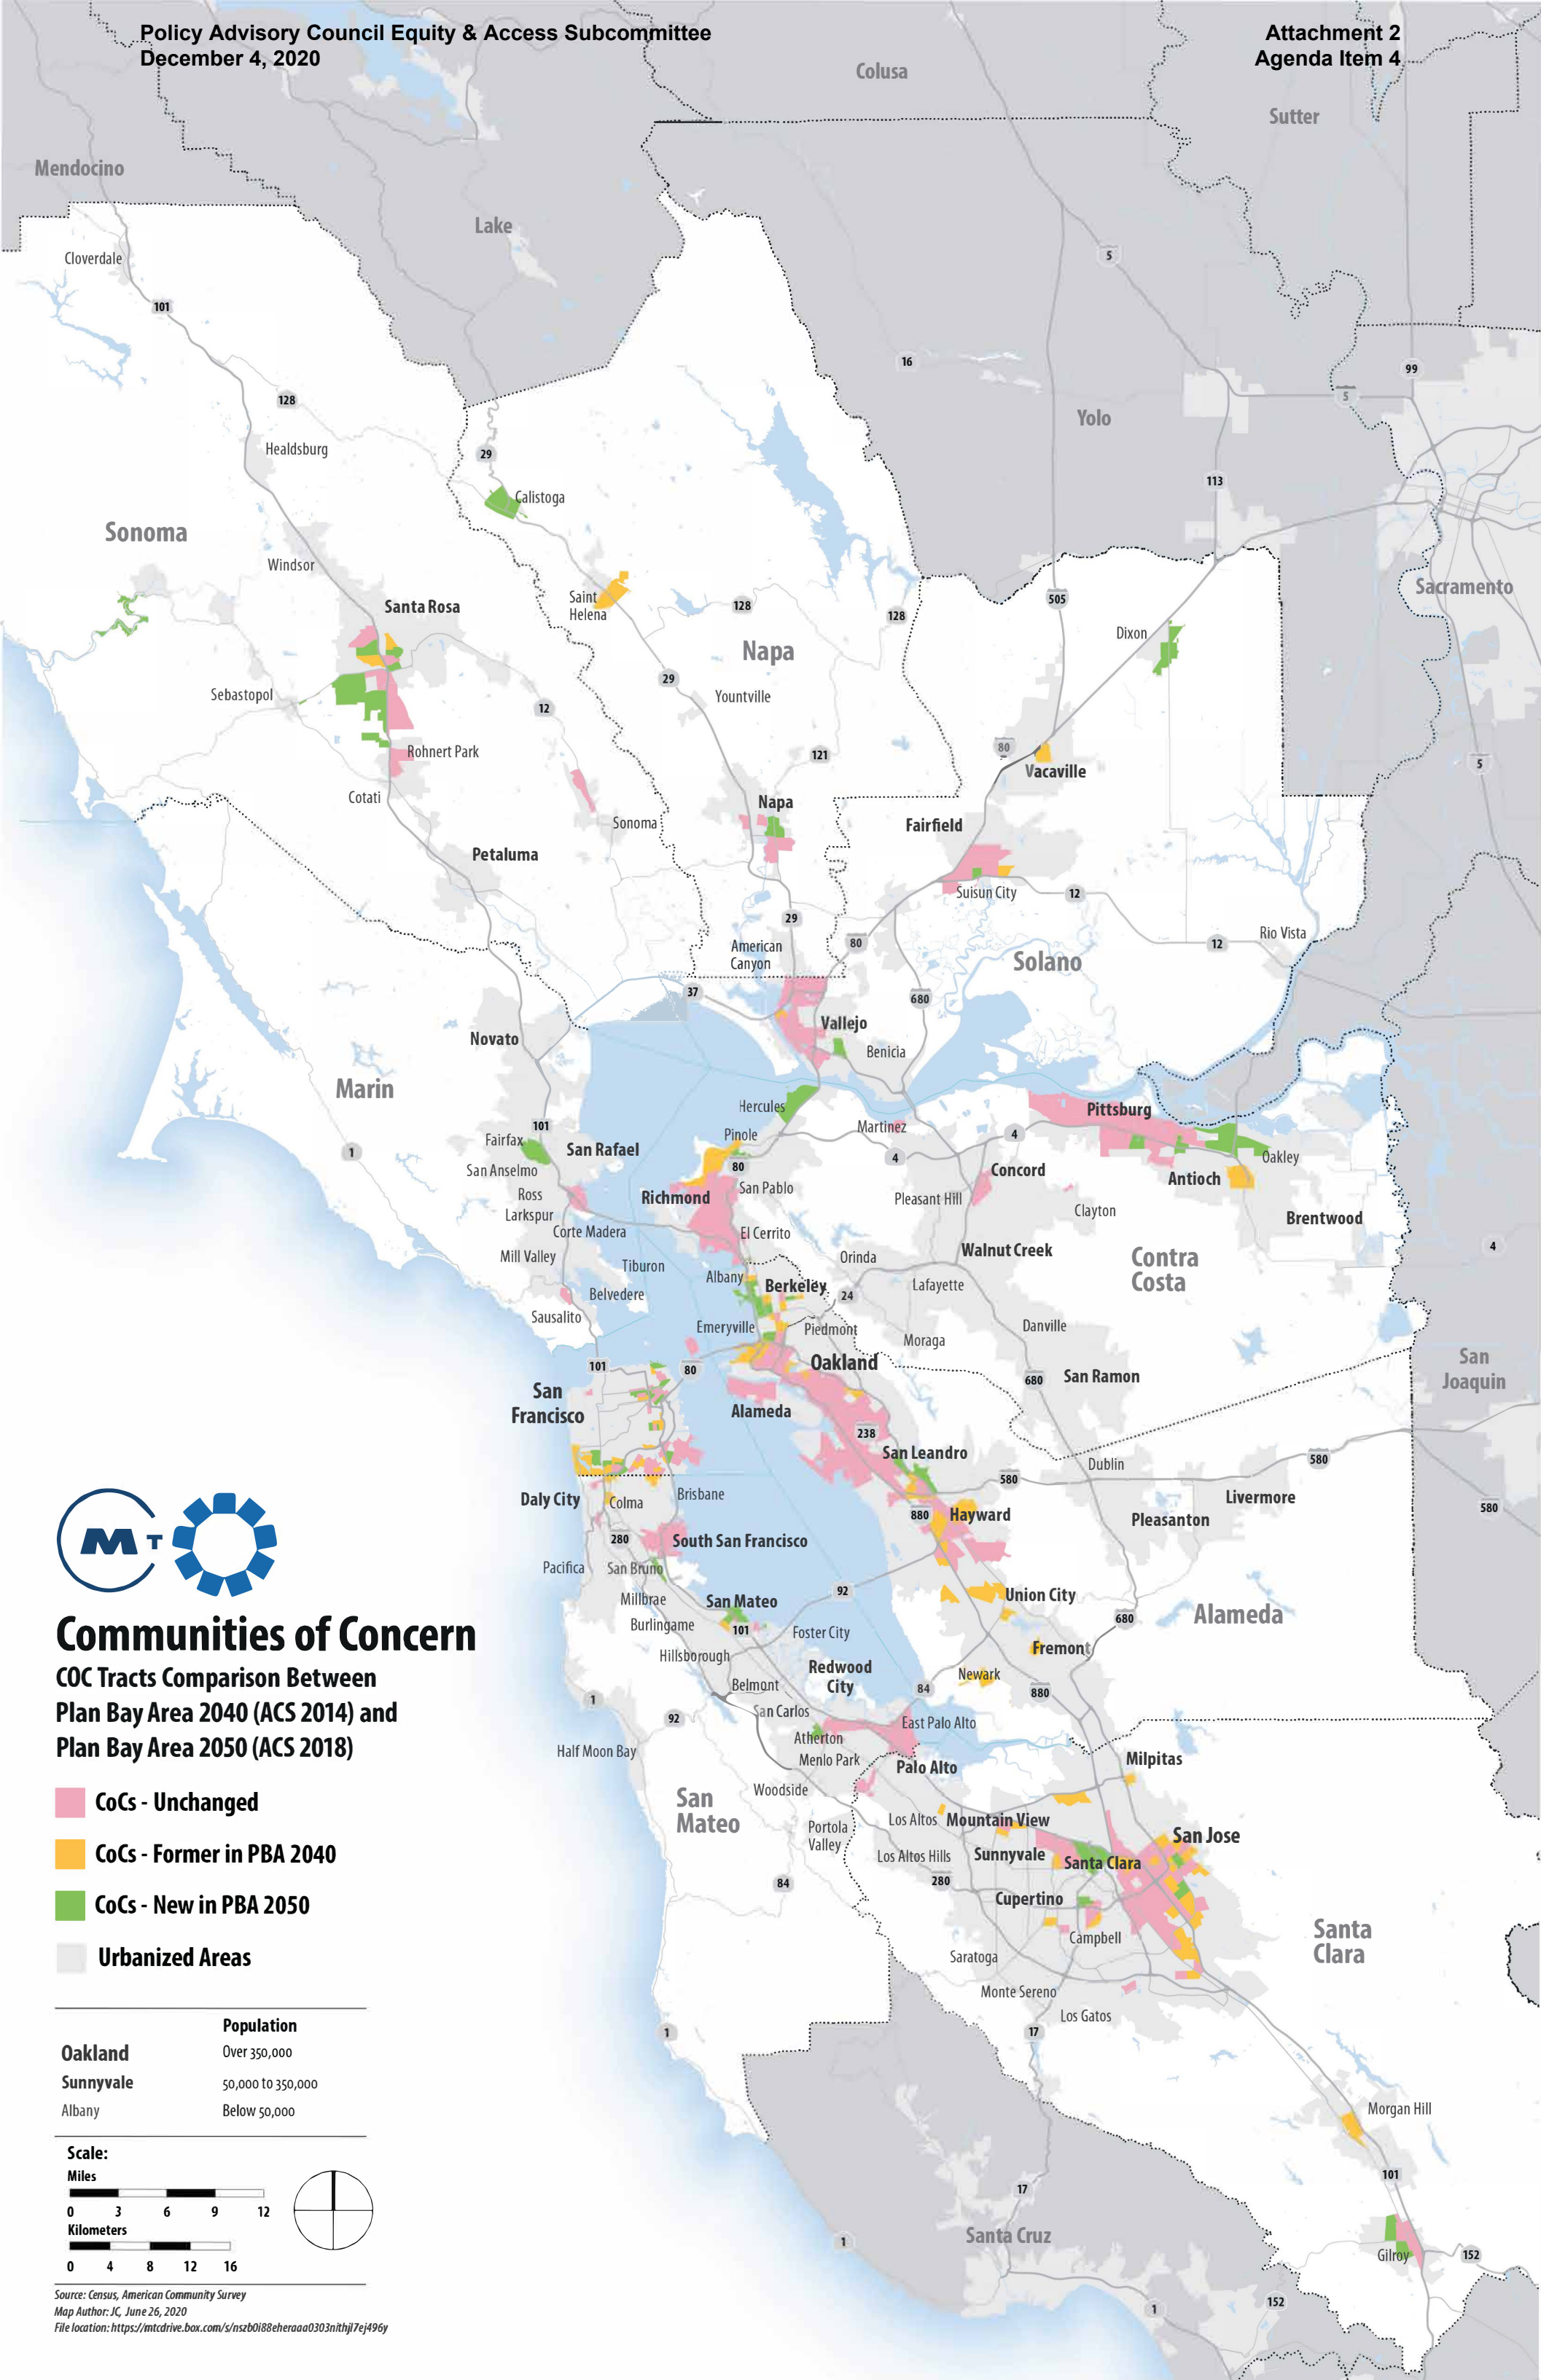 Policy Advisory Council Equity & Access Subcommittee
December 4, 2020
Attachment 2
Agenda Item 4
Colusa
Sutter
Mendocino
Lake
Cloverdale
5
101
16
99
5
128
Yolo
Healdsburg
29
113
Calistoga
Sonoma
Windsor
Sacramento
Saint
Helena
128
505
128
Santa Rosa
Dixon
Napa
29
Sebastopol
Yountville
12
121
80
Rohnert Park
Vacaville
5
Cotati
Napa
Sonoma
Fairfield
Petaluma
Suisun City
12
29
Rio Vista
American
Canyon
80
12
Solano
37
680
Vallejo
Novato
Benicia
Marin
Hercules
Pittsburg
101
Martinez
Pinole
4
Fairfax
San Rafael
1
4
Oakley
80
San Anselmo
Concord
Antioch
San Pablo
Ross
Richmond
Pleasant Hill
Clayton
Larkspur
Brentwood
Corte Madera
El Cerrito
4
Mill Valley
Orinda
Walnut Creek
Contra
Costa
Tiburon
Albany
Berkeley
Lafayette
Belvedere
24
Sausalito
Emeryville
Piedmont
Danville
Moraga
101
80
Oakland
San
Joaquin
680
San Ramon
San
Francisco
Alameda
238
San Leandro
Dublin
580
580
Daly City
Colma
Brisbane
Livermore
580
880
Hayward
Pleasanton
280
South San Francisco
Pacifica
San Bruno
92
Union City
Millbrae
San Mateo
Alameda
680
Burlingame
101
Foster City
Fremont
Hillsborough
Redwood
City
Newark
Belmont
84
880
1
San Carlos
92
East Palo Alto
Atherton
Half Moon Bay
Menlo Park
Milpitas
Palo Alto
Woodside
San
Mateo
Los Altos
Mountain View
Portola
Valley
San Jose
Los Altos Hills
Sunnyvale
Santa Clara
280
84
Cupertino
Campbell
Santa
Clara
Saratoga
Monte Sereno
Los Gatos
1
17
Morgan Hill
101
17
Santa Cruz
1
Gilroy
152
152
1
M T
Communities of Concern
COC Tracts Comparison Between
Plan Bay Area 2040 (ACS 2014) and
Plan Bay Area 2050 (ACS 2018)
CoCs - Unchanged
CoCs - Former in PBA 2040
CoCs - New in PBA 2050
Urbanized Areas
Population
Oakland Over 350,000
Sunnyvale 50,000 to 350,000
Albany Below 50,000
Scale:
Miles
0 3 6 9 12
Kilometers
0 4 8 12 16
Source: Census, American Community Survey
Map Author: JC, June 26, 2020